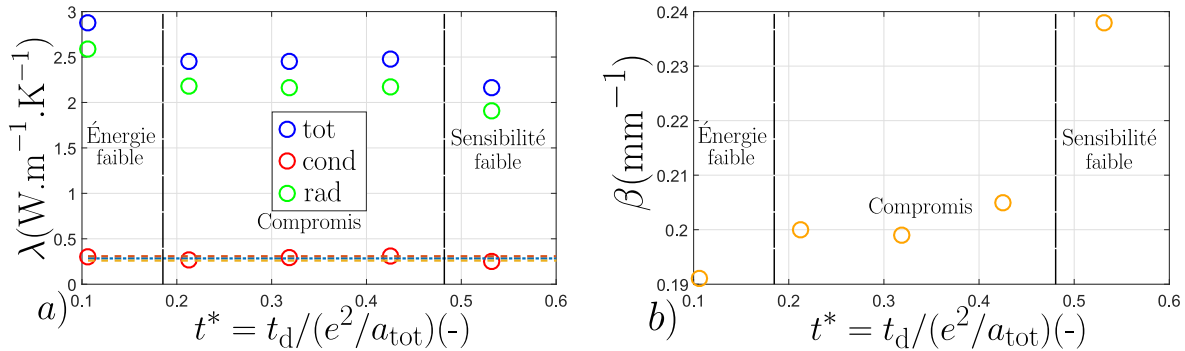 3
2.5
2
1.5
1
0.5
0
λ(W.m⁻¹.K⁻¹)
Énergie
faible
tot
cond
rad
Sensibilité
faible
Compromis
0.1 0.2 0.3 0.4 0.5 0.6
a) t* = t_d/(e²/a_tot)(-)
0.24
0.23
0.22
0.21
0.2
0.19
β(mm⁻¹)
Énergie
faible
Sensibilité
faible
Compromis
0.1 0.2 0.3 0.4 0.5 0.6
b) t* = t_d/(e²/a_tot)(-)